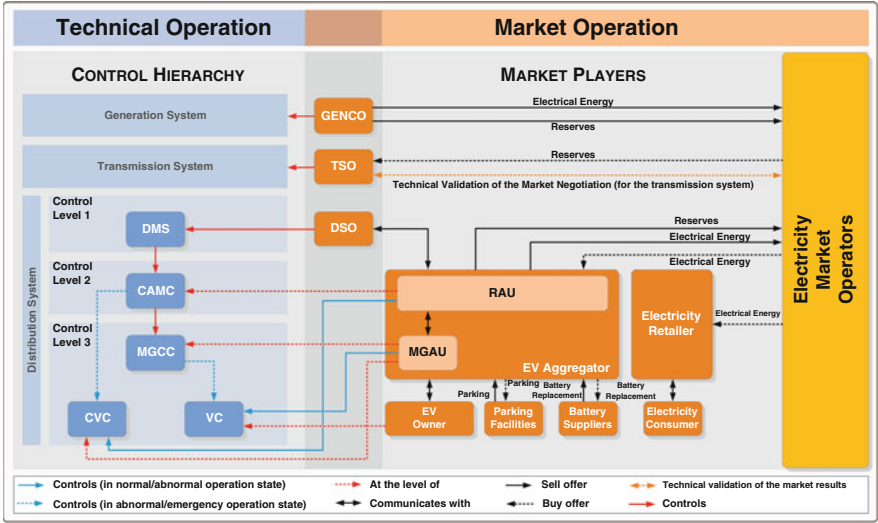 Technical Operation
Market Operation
CONTROL HIERARCHY
MARKET PLAYERS
Generation System
GENCO
Electrical Energy
Reserves
Transmission System
TSO
Reserves
Technical Validation of the Market Negotiation (for the transmission system)
Distribution System
Control
Level 1
DMS
DSO
Reserves
Electrical Energy
Electrical Energy
Control
Level 2
CAMC
RAU
Control
Level 3
MGCC
MGAU
EV Aggregator
Electricity
Retailer
Electrical Energy
Electricity
Market
Operators
Parking
Parking
Battery
Replacement
Battery
Replacement
CVC
VC
EV
Owner
Parking
Facilities
Battery
Suppliers
Electricity
Consumer
Controls (in normal/abnormal operation state)
At the level of
Sell offer
Technical validation of the market results
Controls (in abnormal/emergency operation state)
Communicates with
Buy offer
Controls